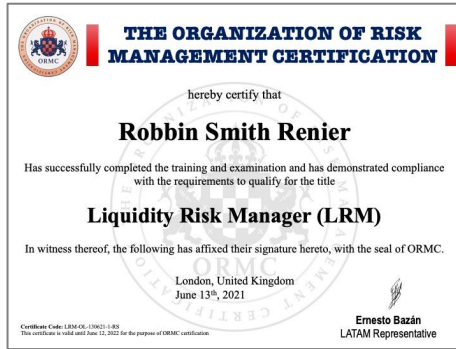 THE ORGANIZATION OF RISK
MANAGEMENT CERTIFICATION
ORMC
hereby certify that
Robbin Smith Renier
Has successfully completed the training and examination and has demonstrated compliance
with the requirements to qualify for the title
Liquidity Risk Manager (LRM)
In witness thereof, the following has affixed their signature hereto, with the seal of ORMC.
ORMC
London, United Kingdom
June 13th, 2021
Ernesto Bazán
LATAM Representative
Certificate Code: LRM-OL-130621-1-RS
This certificate is valid until June 12, 2022 for the purpose of ORMC certification